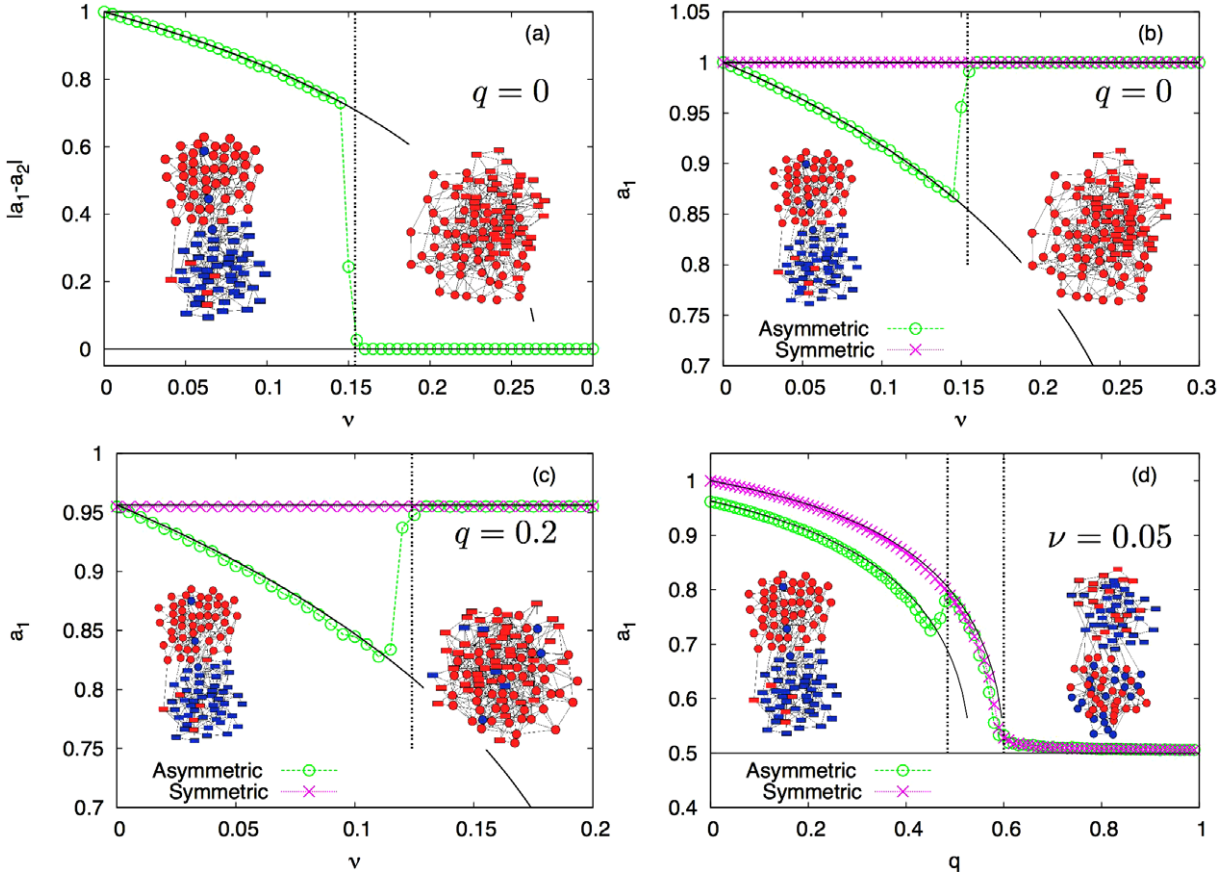 (a)
q = 0
|a1-a2|
1
0.8
0.6
0.4
0.2
0
0 0.05 0.1 0.15 0.2 0.25 0.3
ν
(b)
q = 0
a1
1.05
1
0.95
0.9
0.85
0.8
0.75
0.7
Asymmetric
Symmetric
0 0.05 0.1 0.15 0.2 0.25 0.3
ν
(c)
q = 0.2
a1
1
0.95
0.9
0.85
0.8
0.75
0.7
Asymmetric
Symmetric
0 0.05 0.1 0.15 0.2
ν
(d)
ν = 0.05
a1
1
0.9
0.8
0.7
0.6
0.5
0.4
Asymmetric
Symmetric
0 0.2 0.4 0.6 0.8 1
q